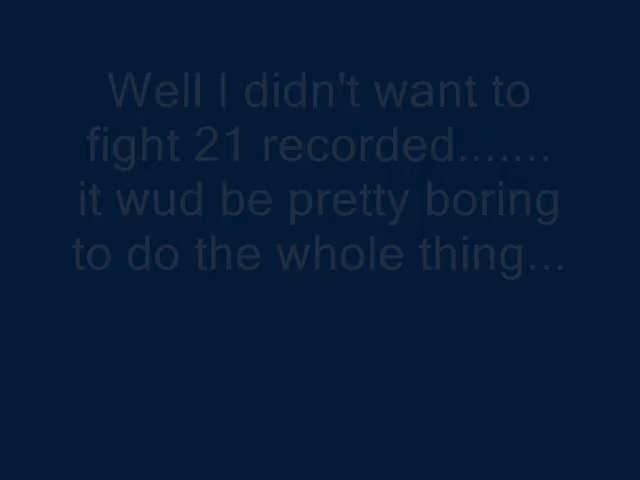 Well I didn't want to
fight 21 recorded.......
it wud be pretty boring
to do the whole thing...